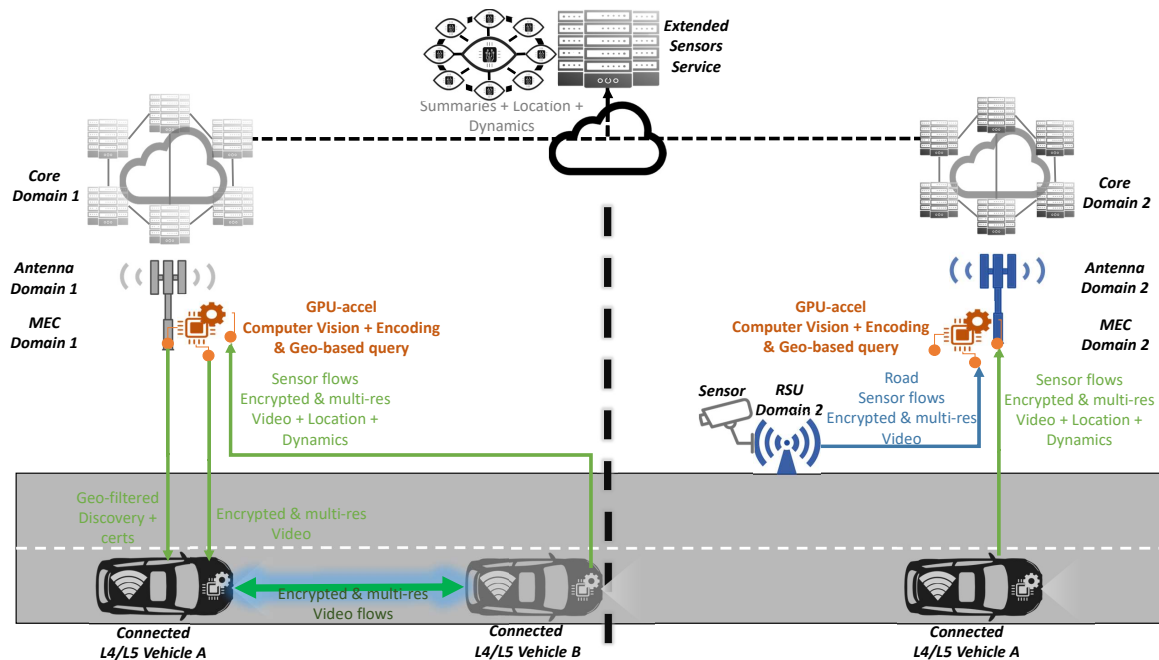 Extended
Sensors
Service
Summaries + Location +
Dynamics
Core
Domain 1
Core
Domain 2
Antenna
Domain 1
MEC
Domain 1
GPU-accel
Computer Vision + Encoding
& Geo-based query
Sensor flows
Encrypted & multi-res
Video + Location +
Dynamics
GPU-accel
Computer Vision + Encoding
& Geo-based query
Antenna
Domain 2
MEC
Domain 2
Sensor
RSU
Domain 2
Road
Sensor flows
Encrypted & multi-res
Video
Sensor flows
Encrypted & multi-res
Video + Location +
Dynamics
Geo-filtered
Discovery +
certs
Encrypted & multi-res
Video
Encrypted & multi-res
Video flows
Connected
L4/L5 Vehicle A
Connected
L4/L5 Vehicle B
Connected
L4/L5 Vehicle A